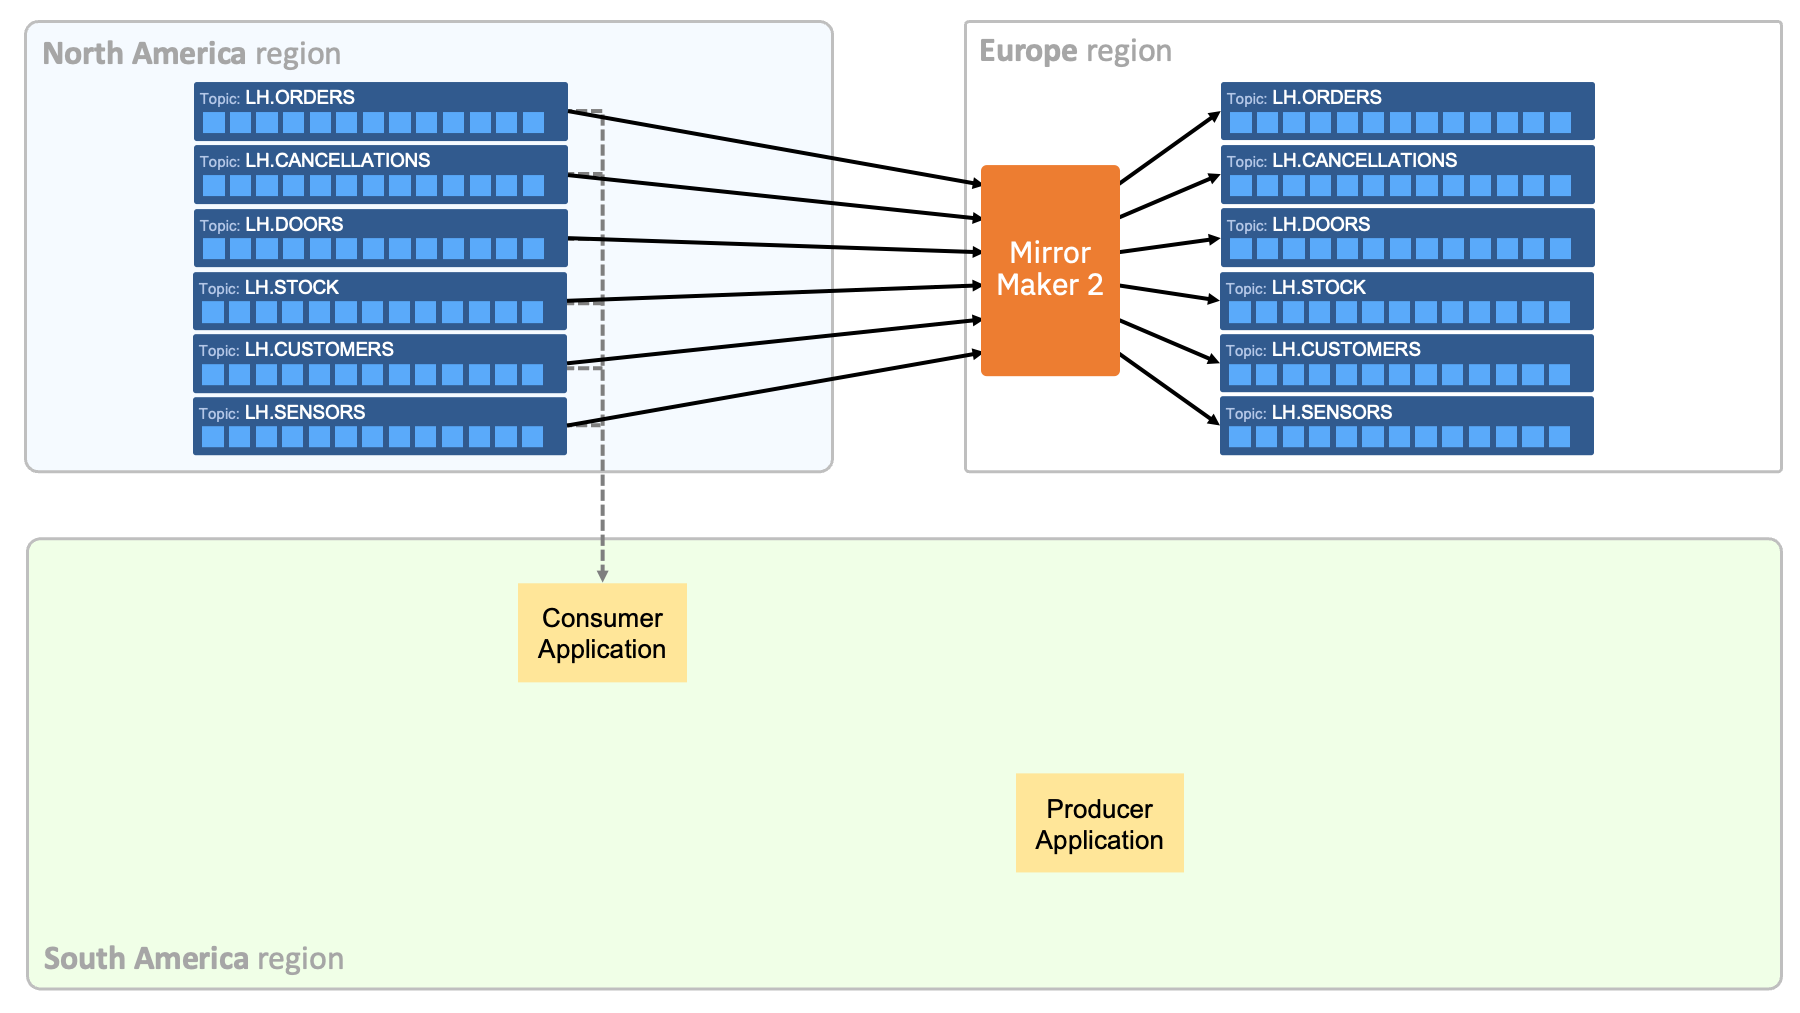 North America region
Topic: LH.ORDERS
Topic: LH.CANCELLATIONS
Topic: LH.DOORS
Topic: LH.STOCK
Topic: LH.CUSTOMERS
Topic: LH.SENSORS
Europe region
Mirror
Maker 2
Topic: LH.ORDERS
Topic: LH.CANCELLATIONS
Topic: LH.DOORS
Topic: LH.STOCK
Topic: LH.CUSTOMERS
Topic: LH.SENSORS
Consumer
Application
Producer
Application
South America region